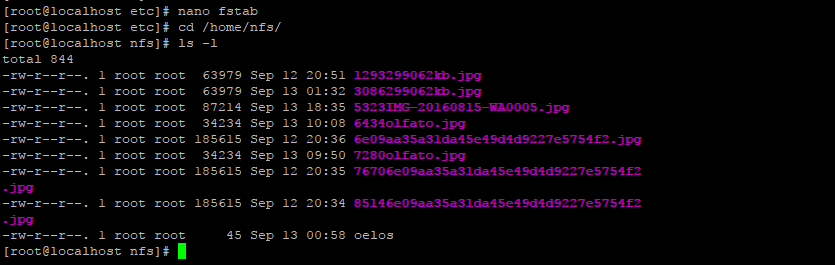 [root@localhost etc]# nano fstab
[root@localhost etc]# cd /home/nfs/
[root@localhost nfs]# ls -l
total 844
-rw-r--r--. 1 root root  63979 Sep 12 20:51 1293299062kb.jpg
-rw-r--r--. 1 root root  63979 Sep 13 01:32 3086299062kb.jpg
-rw-r--r--. 1 root root  87214 Sep 13 18:35 5323IMG-20160815-WA0005.jpg
-rw-r--r--. 1 root root  34234 Sep 13 10:08 6434olfato.jpg
-rw-r--r--. 1 root root 185615 Sep 12 20:36 6e09aa35a31da45e49d4d9227e5754f2.jpg
-rw-r--r--. 1 root root  34234 Sep 13 09:50 7280olfato.jpg
-rw-r--r--. 1 root root 185615 Sep 12 20:35 76706e09aa35a31da45e49d4d9227e5754f2
.jpg
-rw-r--r--. 1 root root 185615 Sep 12 20:34 85146e09aa35a31da45e49d4d9227e5754f2
.jpg
-rw-r--r--. 1 root root     45 Sep 13 00:58 oelos
[root@localhost nfs]#